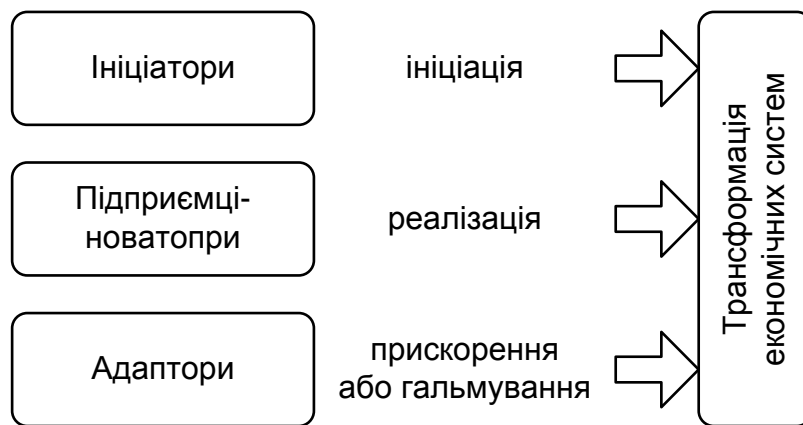 Ініціатори
ініціація
Підприємці-
новатопри
реалізація
Адаптори
прискорення
або гальмування
Трансформація
економічних систем